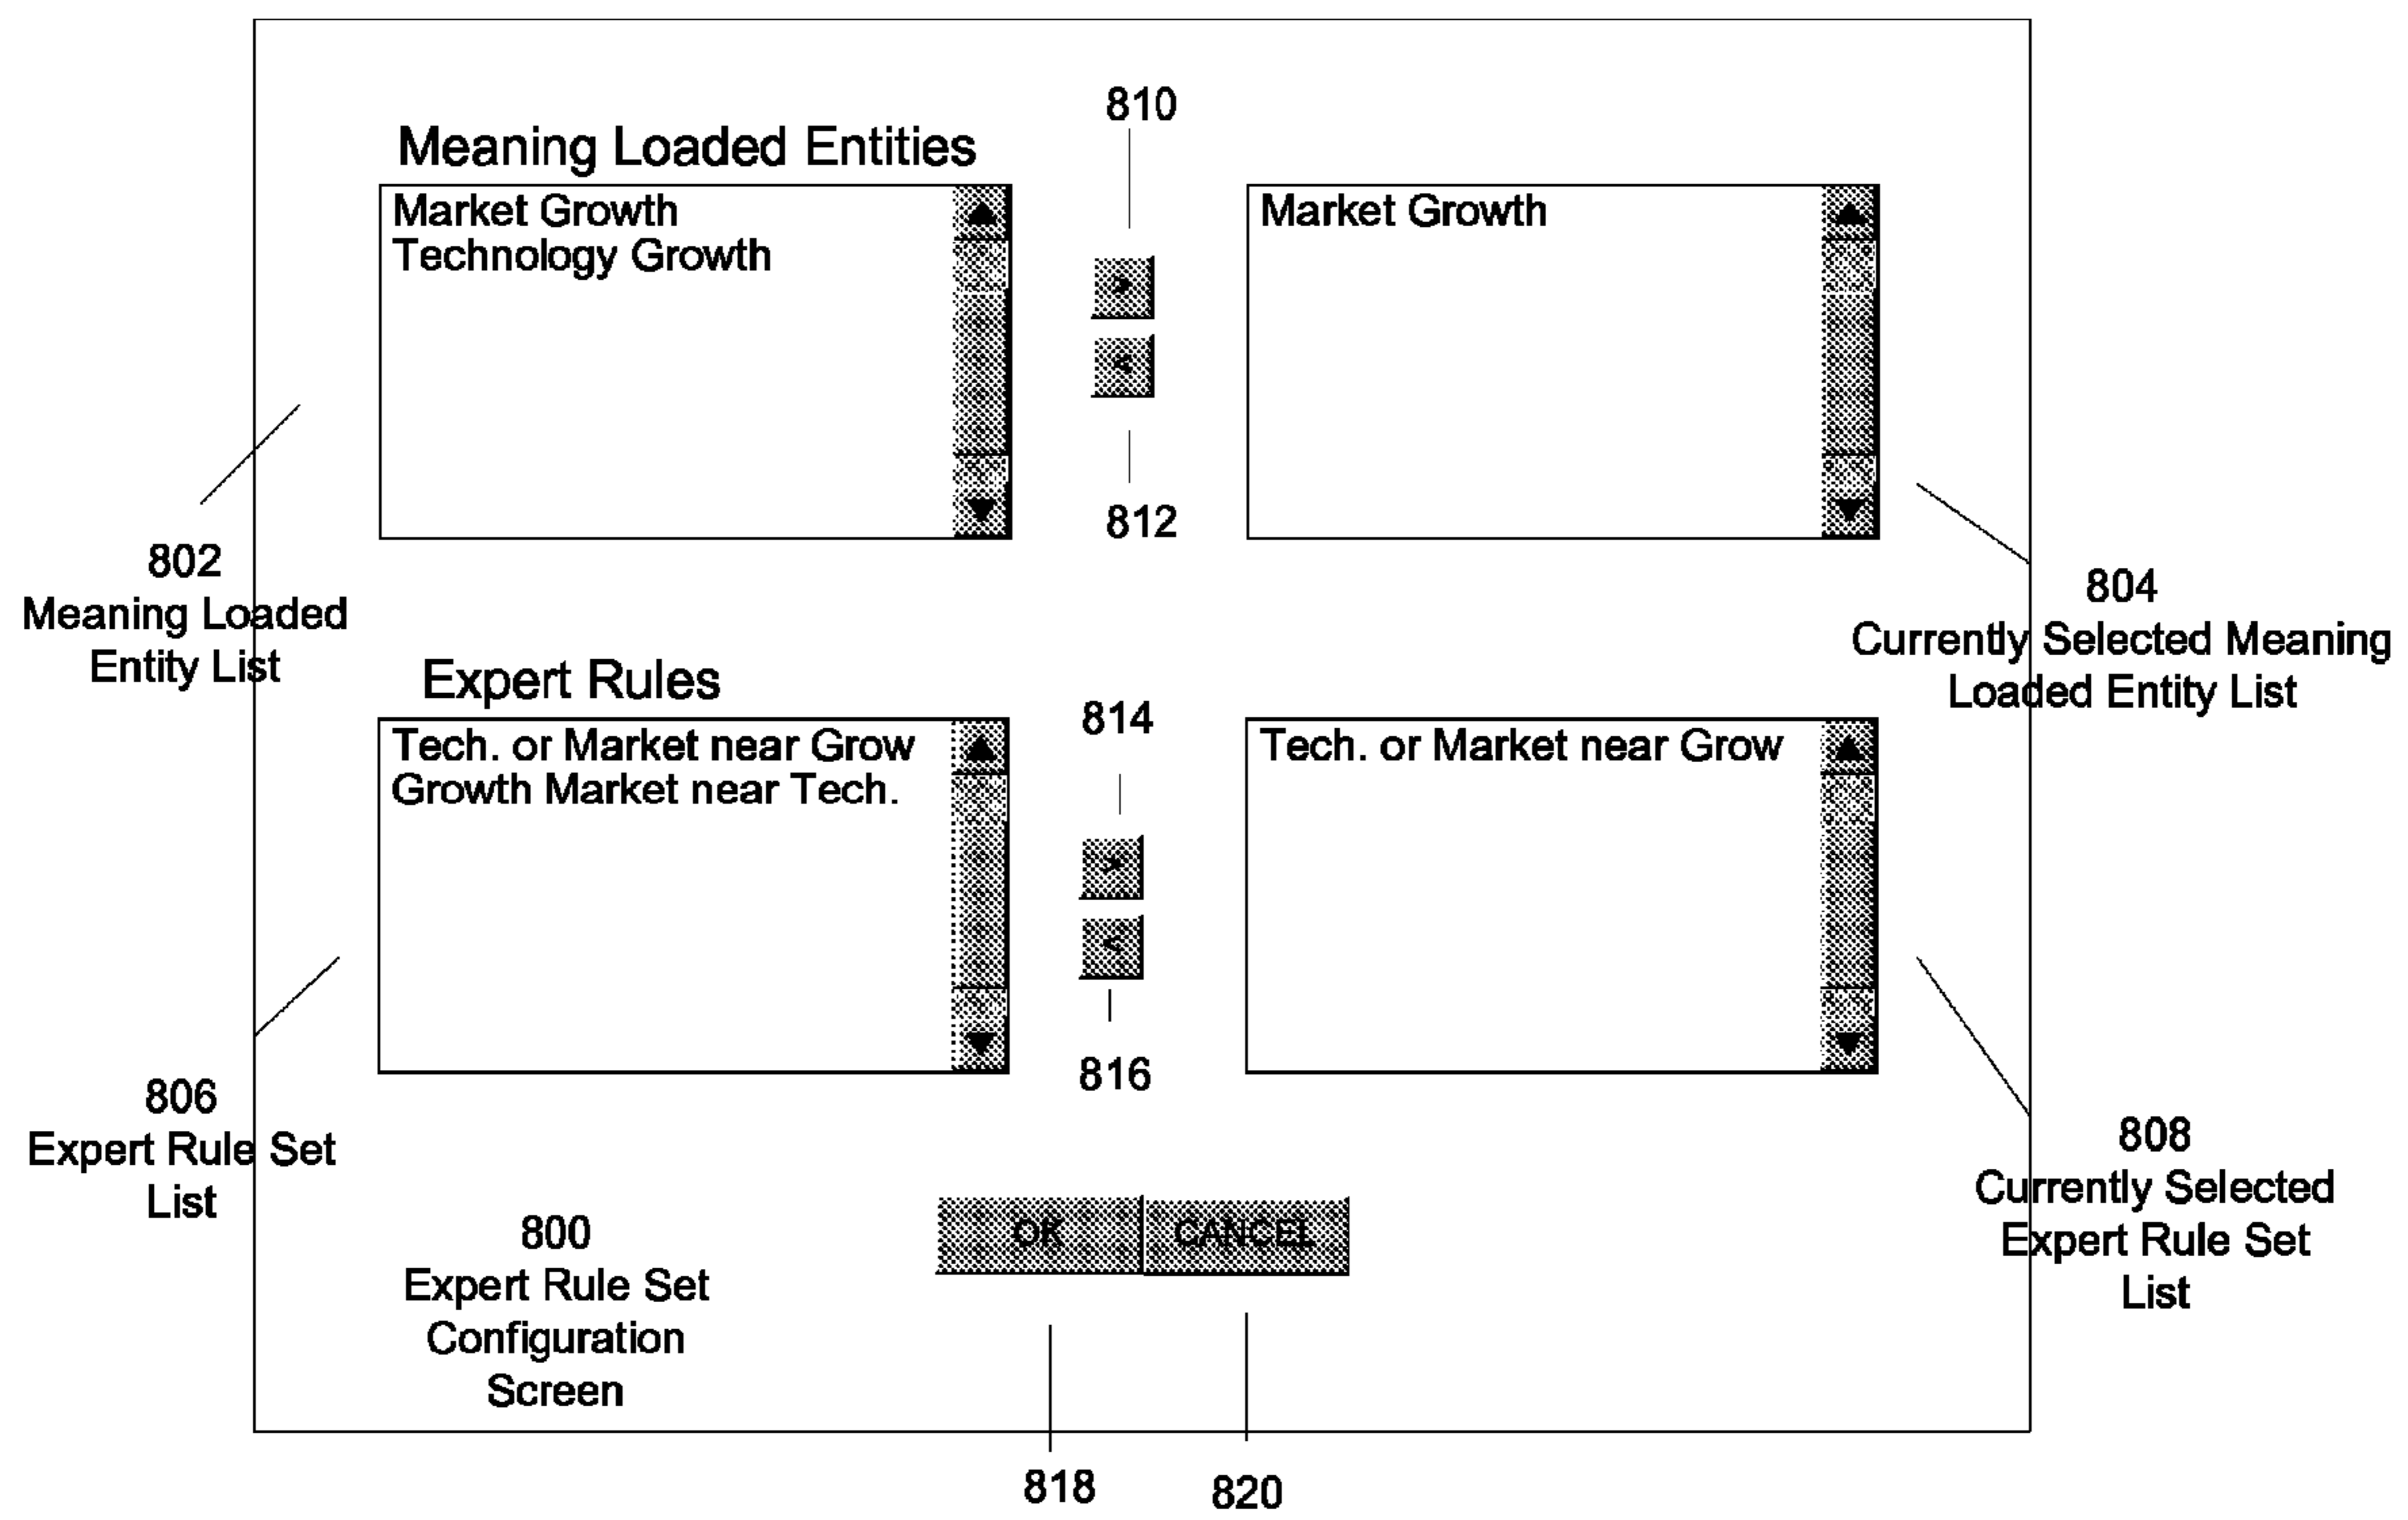 810
Meaning Loaded Entities
Market Growth
Technology Growth
>
<
Market Growth
812
802
Meaning Loaded
Entity List
804
Currently Selected Meaning
Loaded Entity List
Expert Rules
814
Tech. or Market near Grow
Growth Market near Tech.
>
<
Tech. or Market near Grow
816
806
Expert Rule Set
List
808
Currently Selected
Expert Rule Set
List
OK
CANCEL
800
Expert Rule Set
Configuration
Screen
818
820